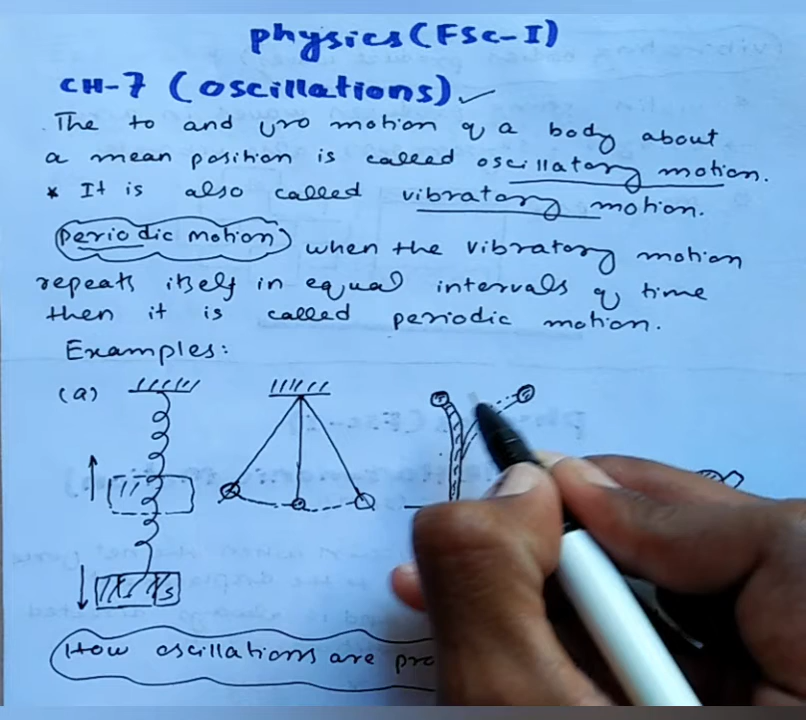 physics (FSc-I)
CH-7 (oscillations)
The to and fro motion of a body about
a mean position is called oscillatory motion.
* It is also called vibratory motion.
periodic motion) when the vibratory motion
repeats itself in equal intervals of time
then it is called periodic motion.
Examples:
(a)
How oscillations are pro